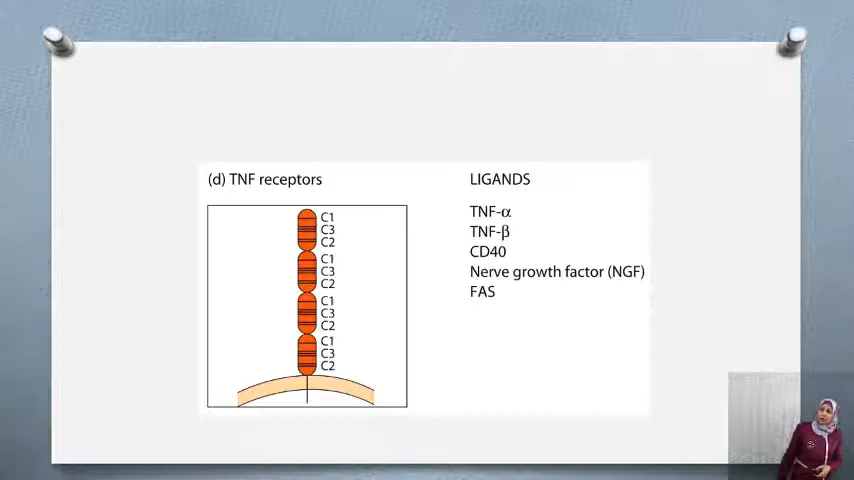 (d) TNF receptors
C1
C3
C2
C1
C3
C2
C1
C3
C2
C1
C3
C2
LIGANDS
TNF-α
TNF-β
CD40
Nerve growth factor (NGF)
FAS